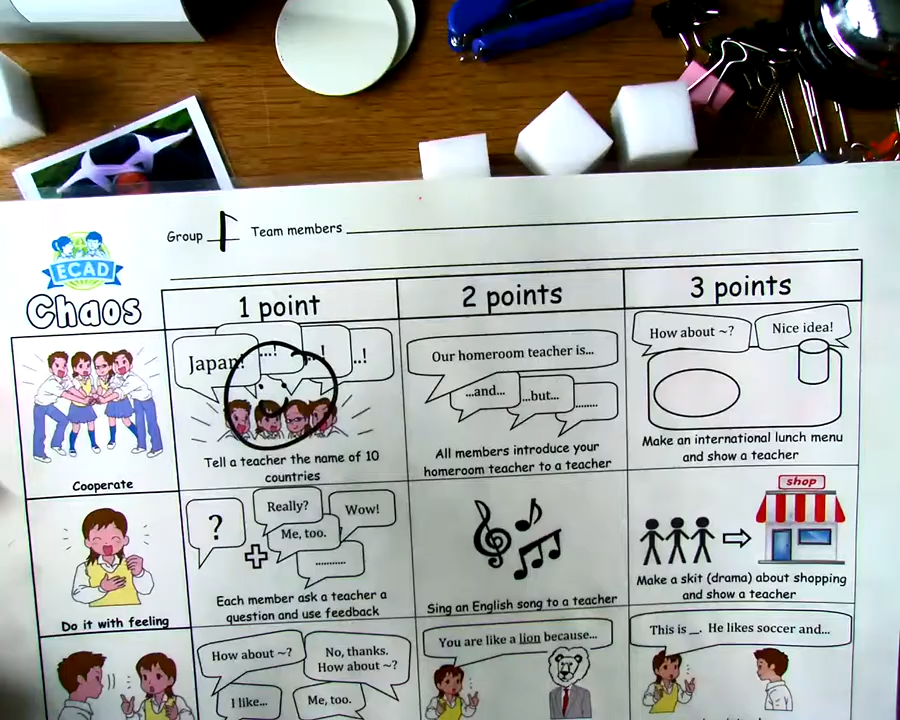 Group 1 Team members
ECAD
Chaos
1 point
2 points
3 points
Japan!
...!
..!
..!
Tell a teacher the name of 10
countries
Our homeroom teacher is...
...and...
...but...
........
All members introduce your
homeroom teacher to a teacher
How about ~?
Nice idea!
Make an international lunch menu
and show a teacher
Cooperate
?
Really?
Wow!
Me, too.
...........
Each member ask a teacher a
question and use feedback
Sing an English song to a teacher
shop
Make a skit (drama) about shopping
and show a teacher
Do it with feeling
How about ~?
No, thanks.
How about ~?
I like...
Me, too.
You are like a lion because...
This is __. He likes soccer and...